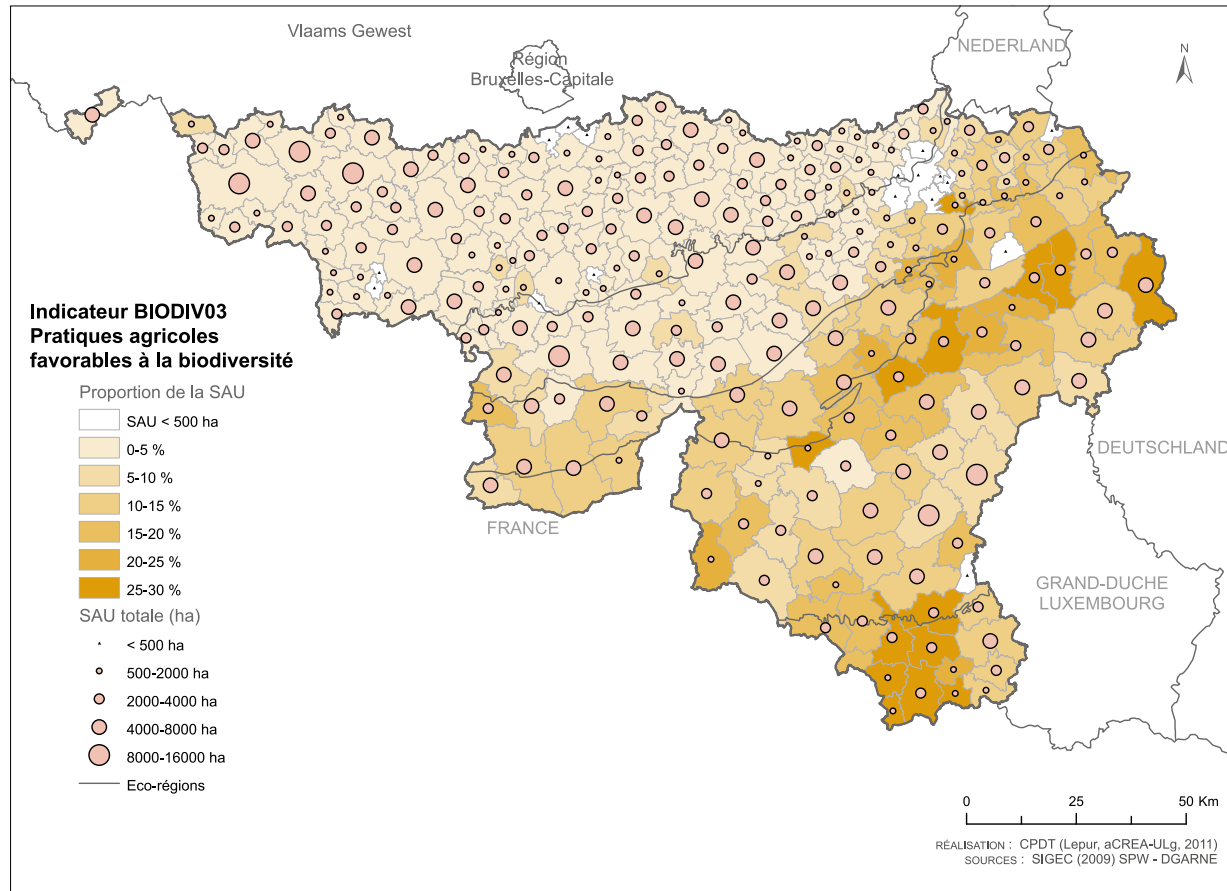 Vlaams Gewest
NEDERLAND
Région
Bruxelles-Capitale
N
Indicateur BIODIV03
Pratiques agricoles
favorables à la biodiversité
Proportion de la SAU
SAU < 500 ha
0-5 %
5-10 %
10-15 %
15-20 %
20-25 %
25-30 %
SAU totale (ha)
< 500 ha
500-2000 ha
2000-4000 ha
4000-8000 ha
8000-16000 ha
Eco-régions
DEUTSCHLAND
FRANCE
GRAND-DUCHE
LUXEMBOURG
0 25 50 Km
RÉALISATION : CPDT (Lepur, aCREA-ULg, 2011)
SOURCES : SIGEC (2009) SPW - DGARNE